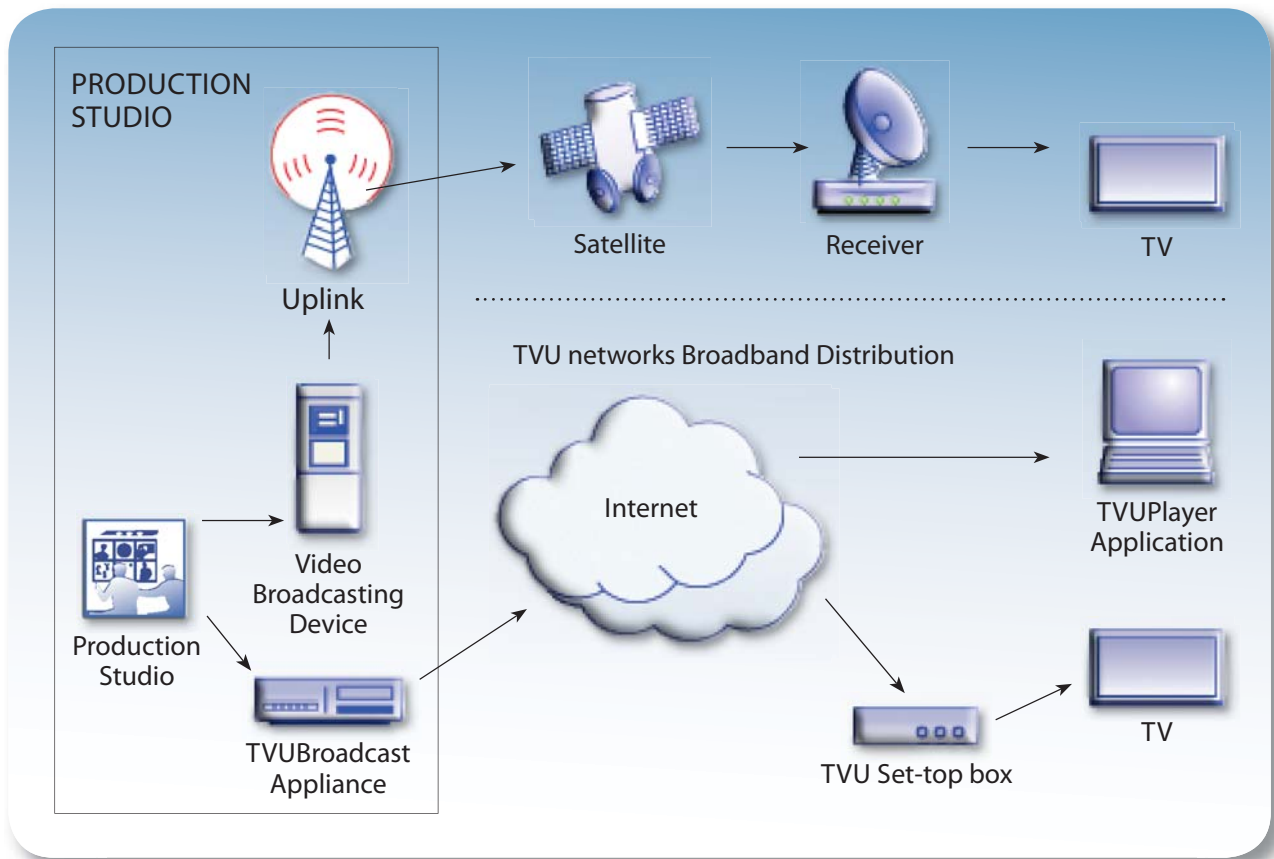 PRODUCTION
STUDIO
Uplink
Satellite
Receiver
TV
TVU networks Broadband Distribution
Internet
TVUPlayer
Application
Video
Broadcasting
Device
Production
Studio
TVUBroadcast
Appliance
TVU Set-top box
TV